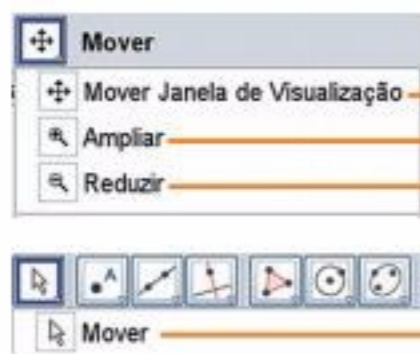 Mover
Mover Janela de Visualização
Ampliar
Reduzir
A
Mover